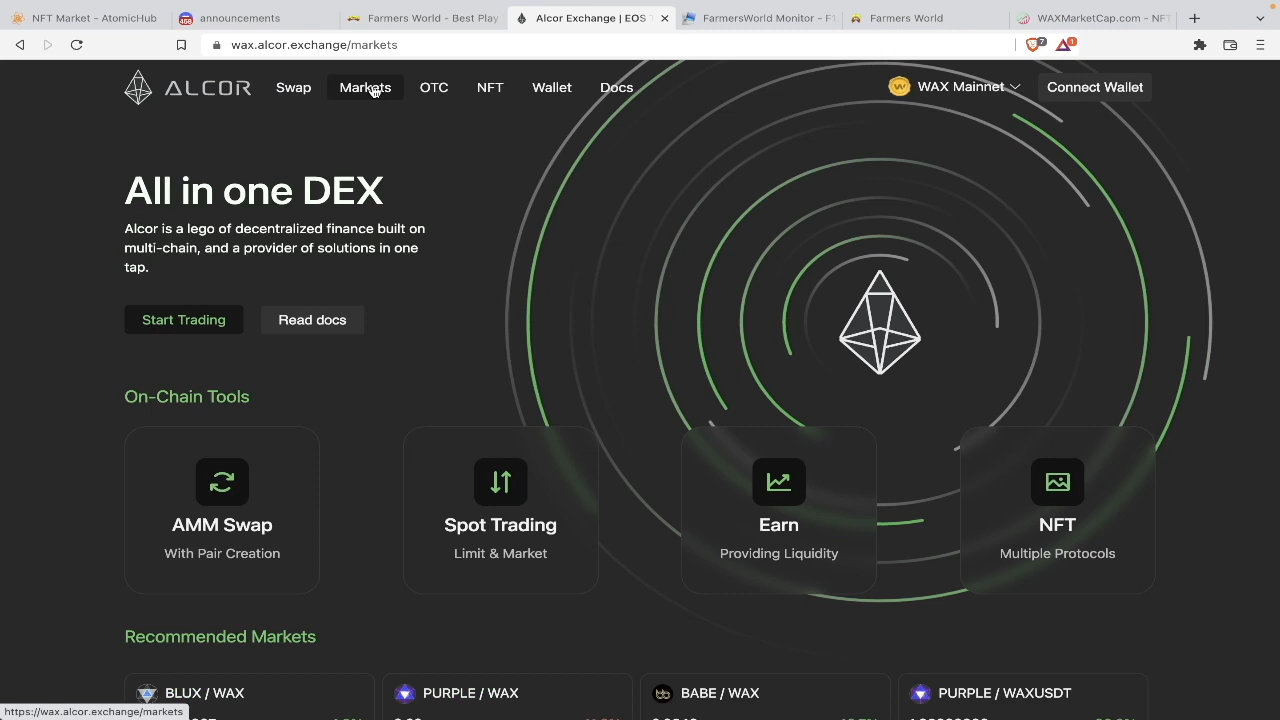 NFT Market - AtomicHub
announcements
Farmers World - Best Play
Alcor Exchange | EOS
FarmersWorld Monitor -
Farmers World
WAXMarketCap.com - NFT
wax.alcor.exchange/markets
7
1
ALCOR
Swap
Markets
OTC
NFT
Wallet
Docs
WAX Mainnet
Connect Wallet
All in one DEX
Alcor is a lego of decentralized finance built on
multi-chain, and a provider of solutions in one
tap.
Start Trading
Read docs
On-Chain Tools
AMM Swap
With Pair Creation
Spot Trading
Limit & Market
Earn
Providing Liquidity
NFT
Multiple Protocols
Recommended Markets
BLUX / WAX
PURPLE / WAX
BABE / WAX
PURPLE / WAXUSDT
https://wax.alcor.exchange/markets